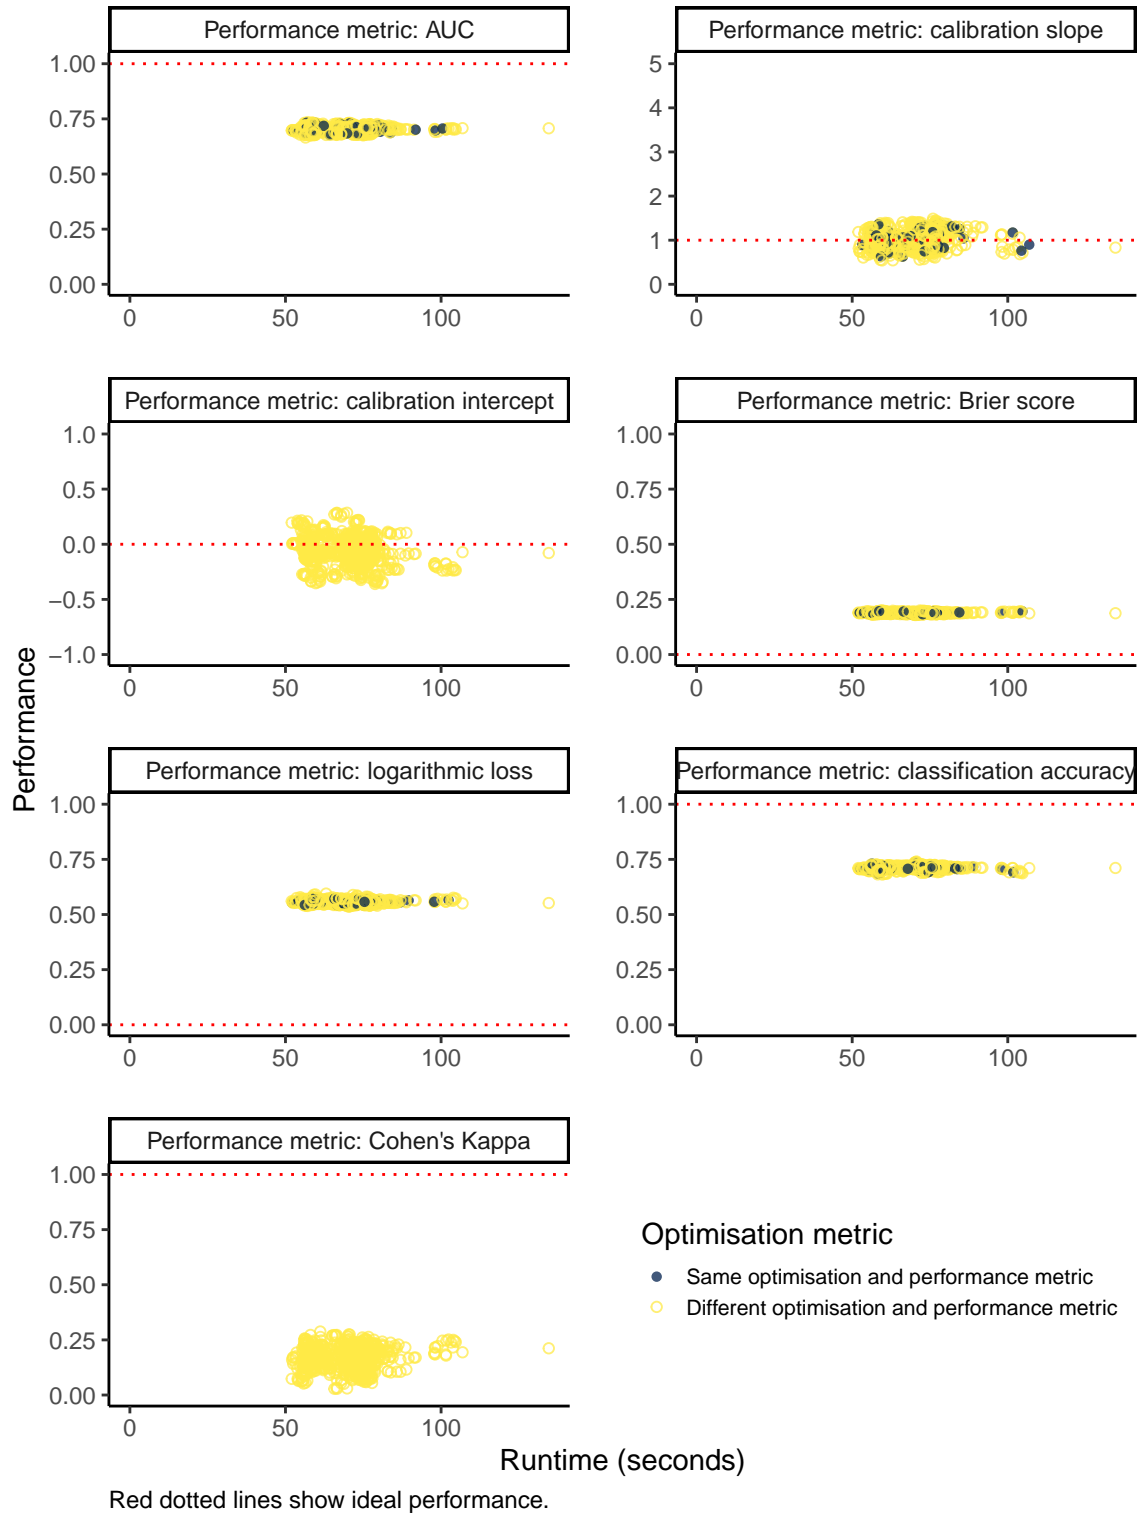 Performance metric: AUC
1.00
0.75
0.50
0.25
0.00
0 50 100
Performance metric: calibration slope
5
4
3
2
1
0
0 50 100
Performance metric: calibration intercept
1.0
0.5
0.0
−0.5
−1.0
0 50 100
Performance metric: Brier score
1.00
0.75
0.50
0.25
0.00
0 50 100
Performance
Performance metric: logarithmic loss
1.00
0.75
0.50
0.25
0.00
0 50 100
Performance metric: classification accuracy
1.00
0.75
0.50
0.25
0.00
0 50 100
Performance metric: Cohen's Kappa
1.00
0.75
0.50
0.25
0.00
0 50 100
Optimisation metric
Same optimisation and performance metric
Different optimisation and performance metric
Runtime (seconds)
Red dotted lines show ideal performance.